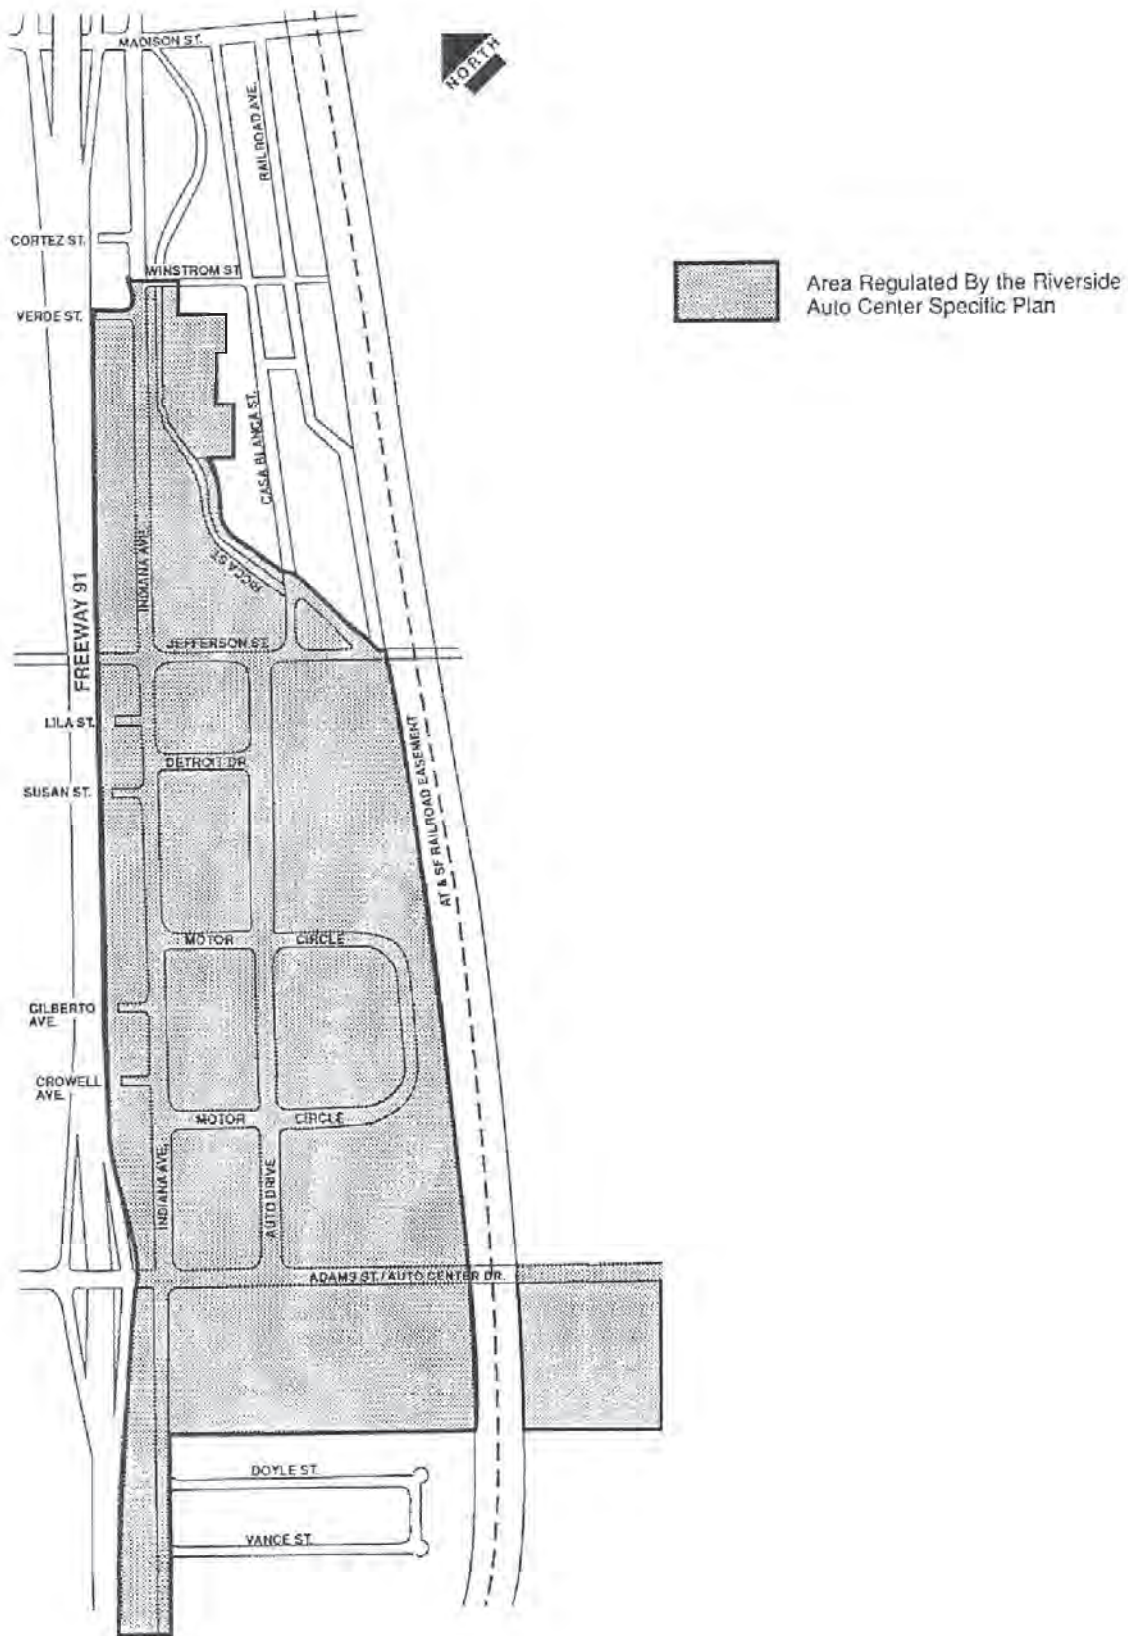 MADISON ST.
NORTH
RAILROAD AVE.
CORTEZ ST.
WINSTROM ST
VERDE ST.
Area Regulated By the Riverside
Auto Center Specific Plan
CASA BLANCA ST.
INDIANA AVE.
RICCA ST.
FREEWAY 91
JEFFERSON ST.
LILA ST.
DETROIT DR
SUSAN ST.
AT & SF RAILROAD EASEMENT
MOTOR CIRCLE
GILBERTO
AVE.
CROWELL
AVE.
MOTOR CIRCLE
INDIANA AVE.
AUTO DRIVE
ADAMS ST./AUTO CENTER DR.
DOYLE ST.
VANCE ST.